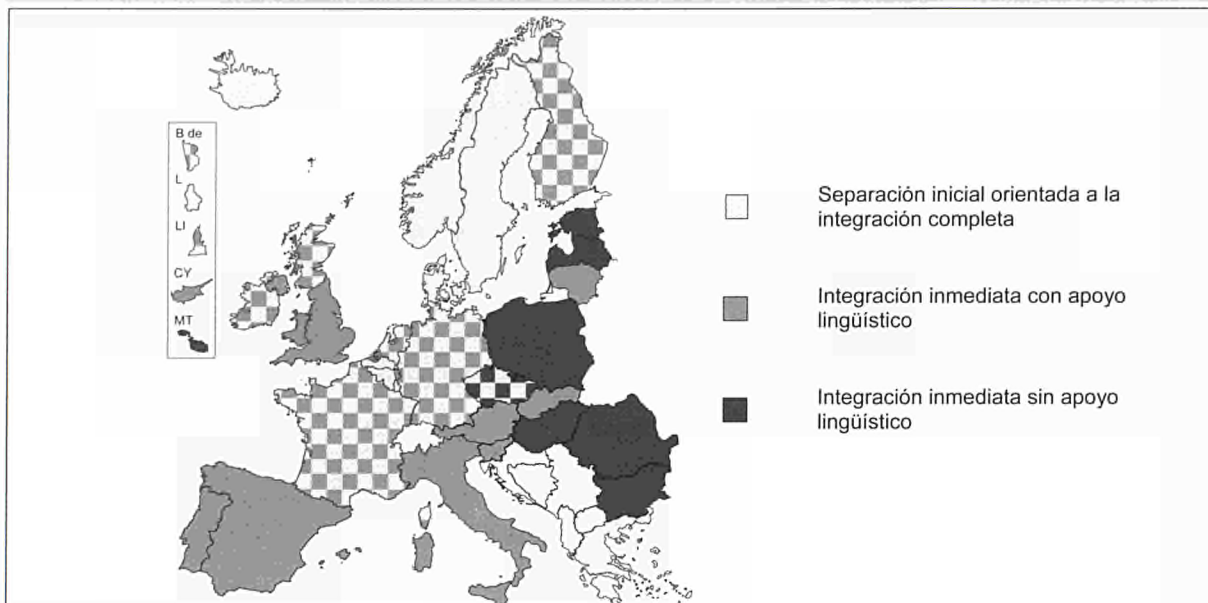 B de
L
LI
CY
MT
Separación inicial orientada a la
integración completa
Integración inmediata con apoyo
lingüístico
Integración inmediata sin apoyo
lingüístico